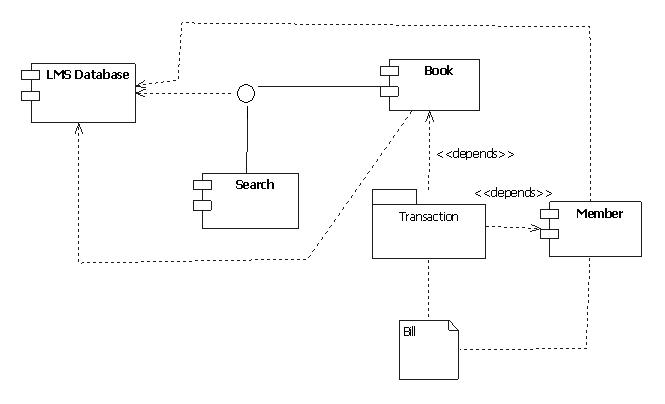 LMS Database
Book
<<depends>>
Search
<<depends>>
Transaction
Member
Bill